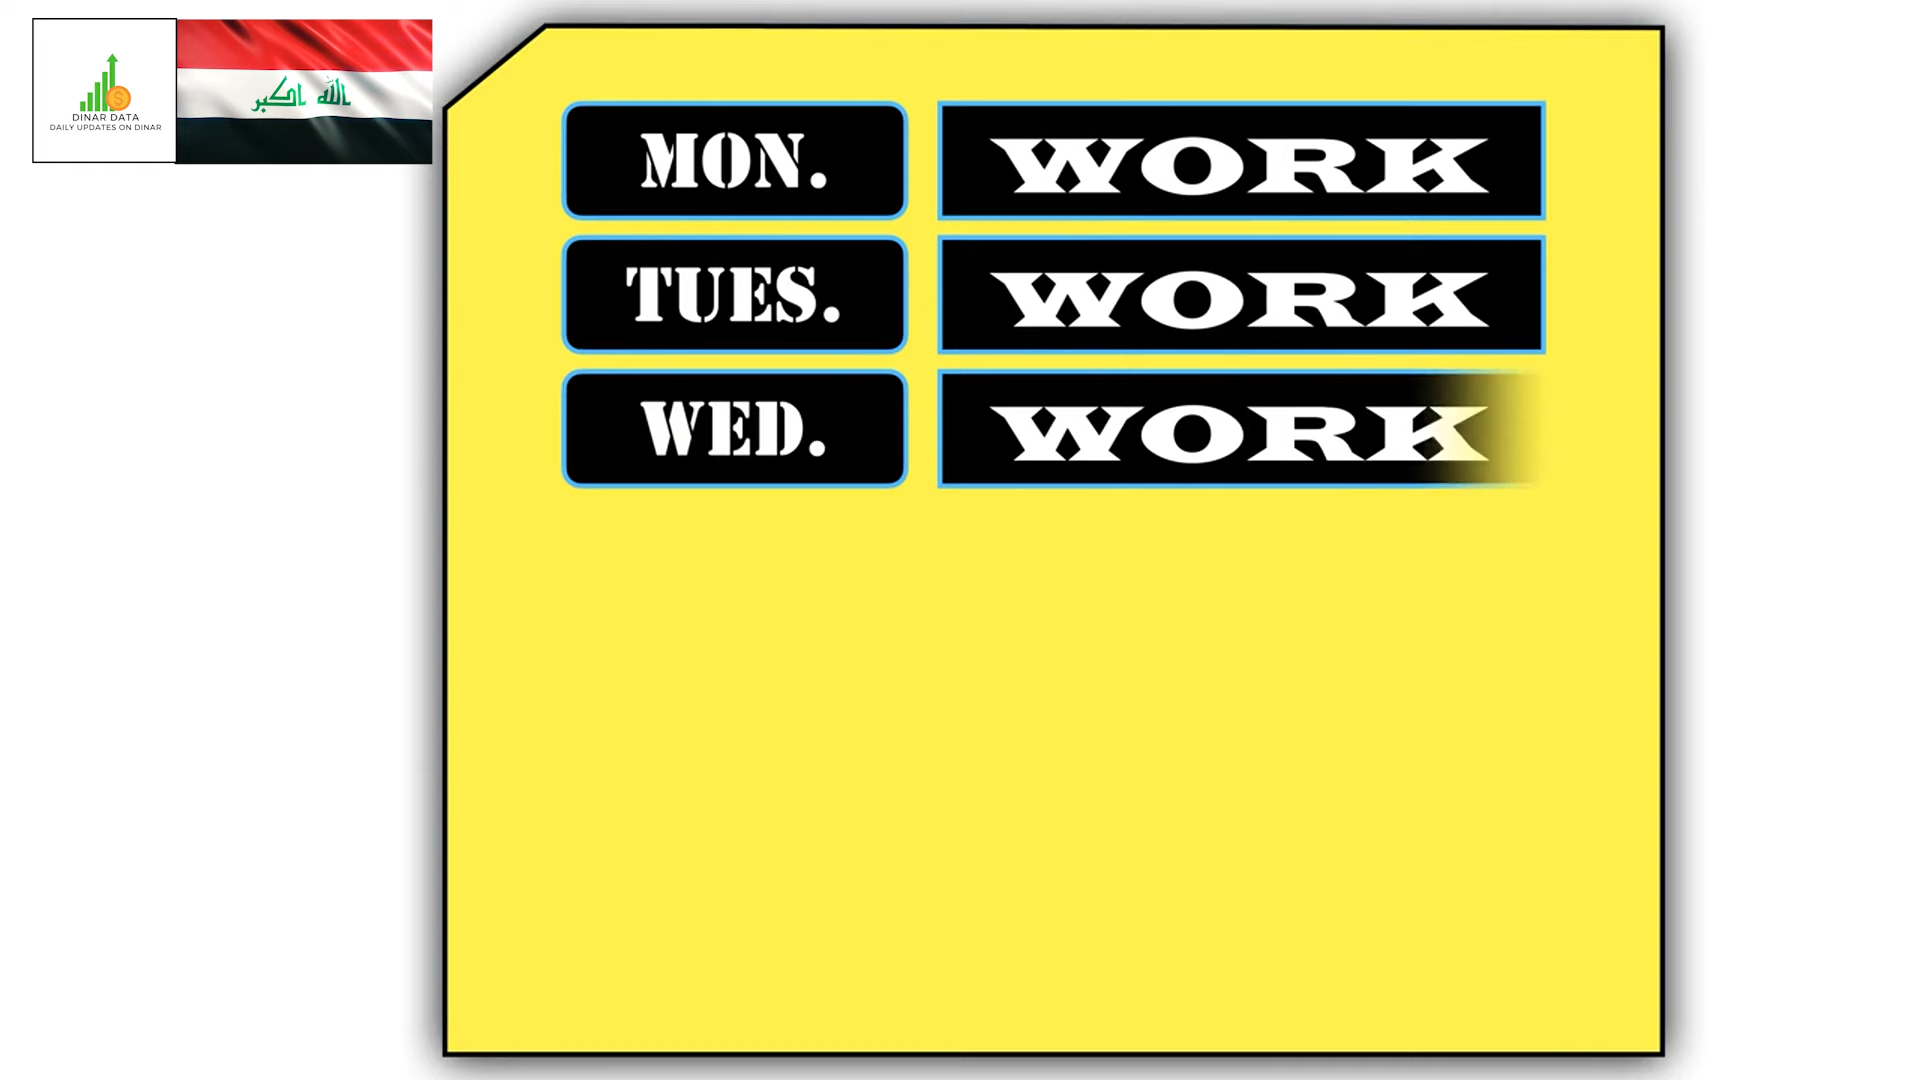 DINAR DATA
DAILY UPDATES ON DINAR
الله اكبر
MON. WORK
TUES. WORK
WED. WORK